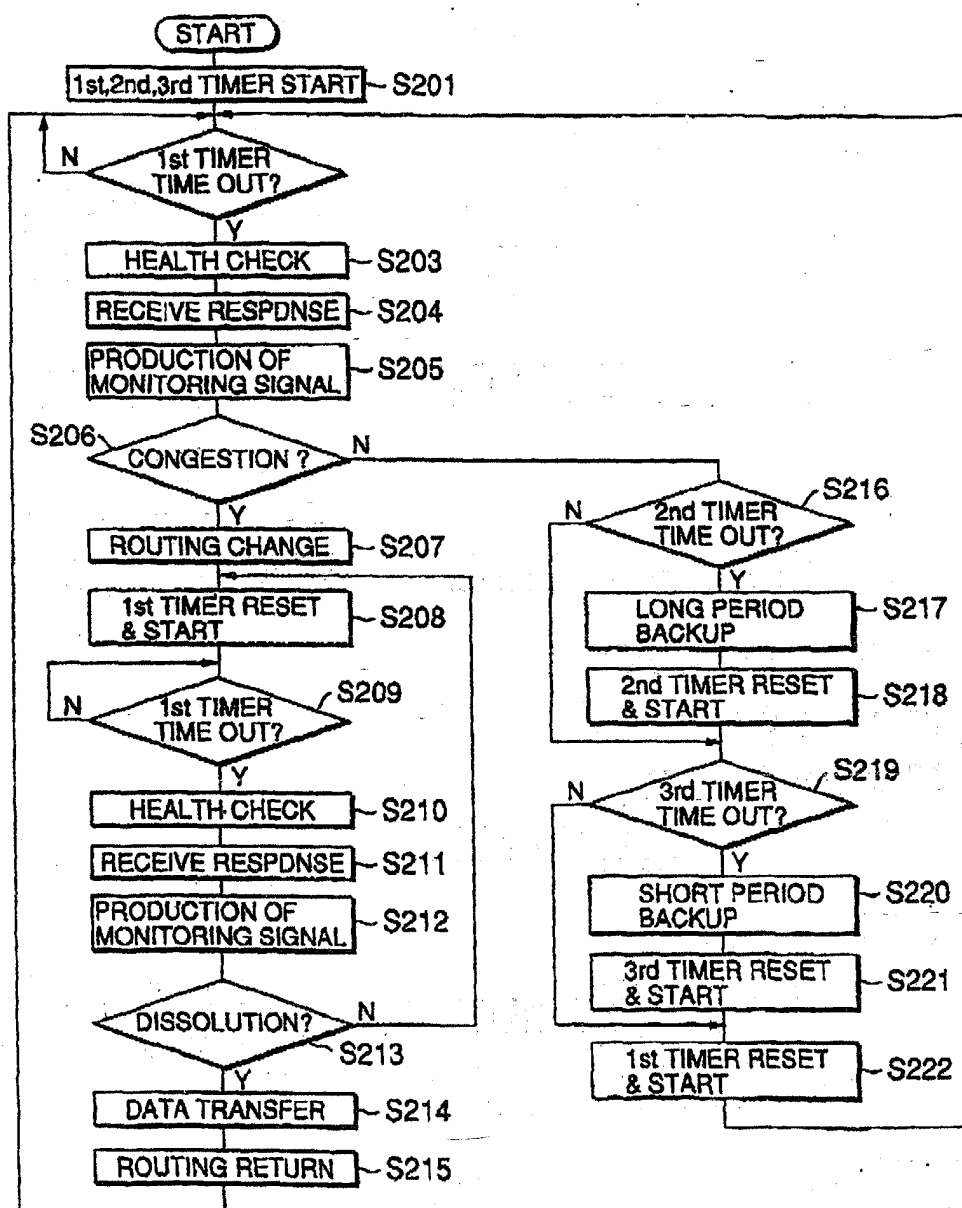 START
1st,2nd,3rd TIMER START
S201
N
1st TIMER
TIME OUT?
Y
HEALTH CHECK
S203
RECEIVE RESPDNSE
S204
PRODUCTION OF
MONITORING SIGNAL
S205
S206
CONGESTION ?
N
Y
ROUTING CHANGE
S207
1st TIMER RESET
& START
S208
N
1st TIMER
TIME OUT?
S209
Y
HEALTH CHECK
S210
RECEIVE RESPDNSE
S211
PRODUCTION OF
MONITORING SIGNAL
S212
DISSOLUTION?
N
S213
Y
DATA TRANSFER
S214
ROUTING RETURN
S215
N
2nd TIMER
TIME OUT?
S216
Y
LONG PERIOD
BACKUP
S217
2nd TIMER RESET
& START
S218
N
3rd TIMER
TIME OUT?
S219
Y
SHORT PERIOD
BACKUP
S220
3rd TIMER RESET
& START
S221
1st TIMER RESET
& START
S222